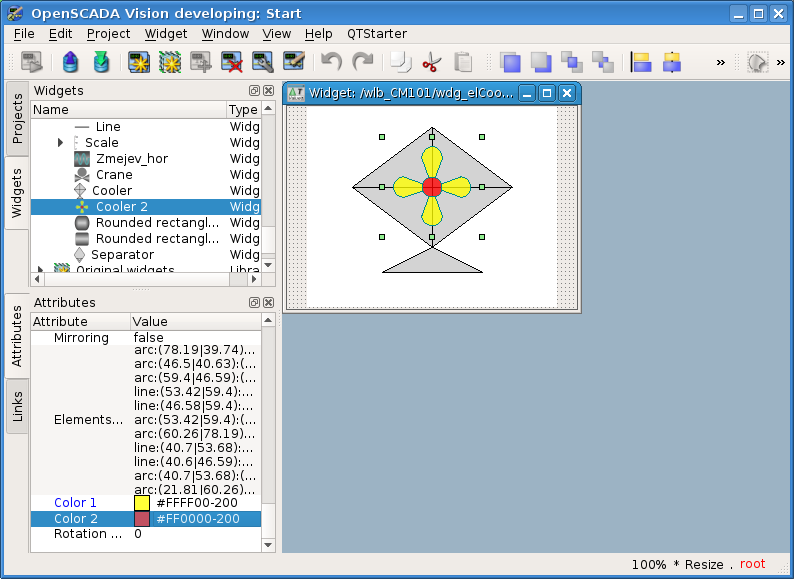 OpenSCADA Vision developing: Start
File Edit Project Widget Window View Help QTStarter
» »
Projects
Widgets
Attributes
Links
Widgets
Name Type
Line Widg
Scale Widg
Zmejev_hor Widg
Crane Widg
Cooler Widg
Cooler 2 Widg
Rounded rectangl... Widg
Rounded rectangl... Widg
Separator Widg
Original widgets Libra
Attributes
Attribute Value
Mirroring false
Elements...
arc:(78.19|39.74)...
arc:(46.5|40.63):(...
arc:(59.4|46.59):(...
line:(53.42|59.4):...
line:(46.58|59.4):...
arc:(53.42|59.4):(...
arc:(60.26|78.19)...
line:(40.7|53.68):...
line:(40.6|46.59):...
arc:(40.7|53.68):(...
arc:(21.81|60.26)...
Color 1 #FFFF00-200
Color 2 #FF0000-200
Rotation ... 0
Widget: /wlb_CM101/wdg_elCoo...
100% * Resize . root